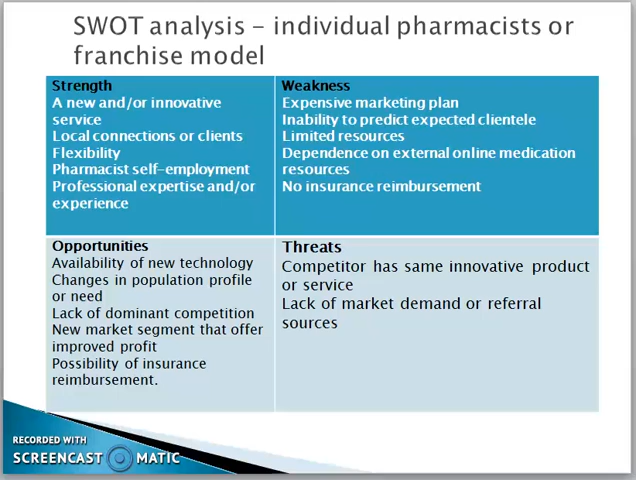 SWOT analysis – individual pharmacists or
franchise model
Strength
A new and/or innovative
service
Local connections or clients
Flexibility
Pharmacist self-employment
Professional expertise and/or
experience
Weakness
Expensive marketing plan
Inability to predict expected clientele
Limited resources
Dependence on external online medication
resources
No insurance reimbursement
Opportunities
Availability of new technology
Changes in population profile
or need
Lack of dominant competition
New market segment that offer
improved profit
Possibility of insurance
reimbursement.
Threats
Competitor has same innovative product
or service
Lack of market demand or referral
sources
RECORDED WITH
SCREENCAST MATIC